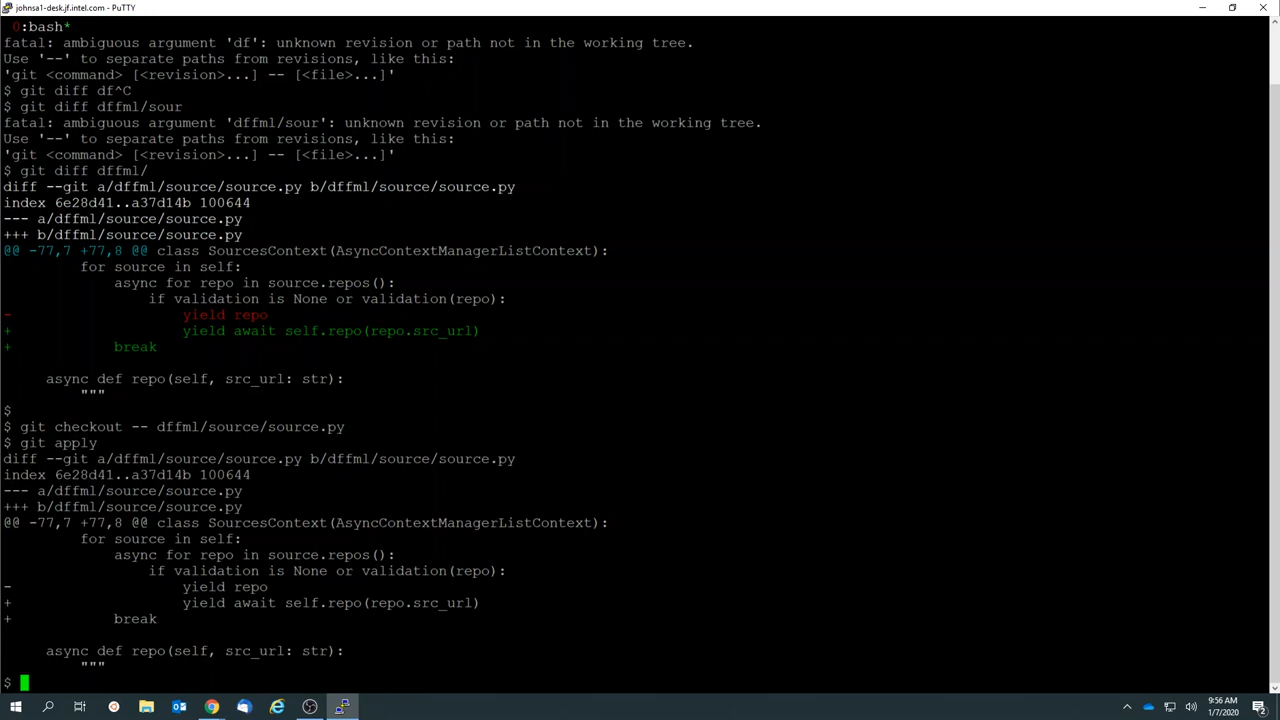 johnsa1-desk.jf.intel.com - PuTTY
0:bash*
fatal: ambiguous argument 'df': unknown revision or path not in the working tree.
Use '--' to separate paths from revisions, like this:
'git <command> [<revision>...] -- [<file>...]'
$ git diff df^C
$ git diff dffml/sour
fatal: ambiguous argument 'dffml/sour': unknown revision or path not in the working tree.
Use '--' to separate paths from revisions, like this:
'git <command> [<revision>...] -- [<file>...]'
$ git diff dffml/
diff --git a/dffml/source/source.py b/dffml/source/source.py
index 6e28d41..a37d14b 100644
--- a/dffml/source/source.py
+++ b/dffml/source/source.py
@@ -77,7 +77,8 @@ class SourcesContext(AsyncContextManagerListContext):
         for source in self:
             async for repo in source.repos():
                 if validation is None or validation(repo):
-                    yield repo
+                    yield await self.repo(repo.src_url)
+            break

     async def repo(self, src_url: str):
         """
$
$ git checkout -- dffml/source/source.py
$ git apply
diff --git a/dffml/source/source.py b/dffml/source/source.py
index 6e28d41..a37d14b 100644
--- a/dffml/source/source.py
+++ b/dffml/source/source.py
@@ -77,7 +77,8 @@ class SourcesContext(AsyncContextManagerListContext):
         for source in self:
             async for repo in source.repos():
                 if validation is None or validation(repo):
-                    yield repo
+                    yield await self.repo(repo.src_url)
+            break

     async def repo(self, src_url: str):
         """
$
9:56 AM
1/7/2020
2